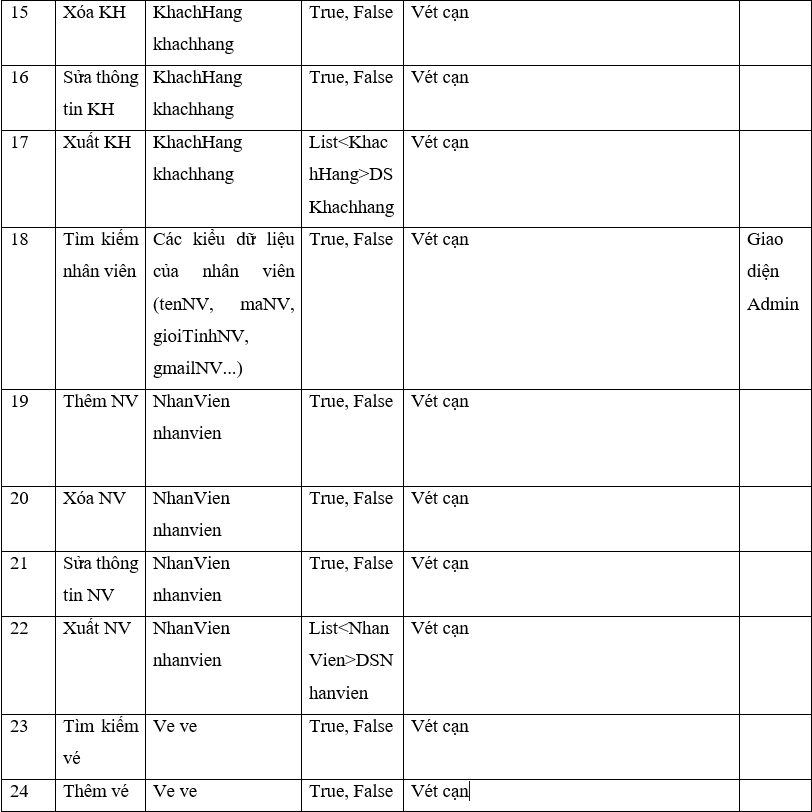 15 Xóa KH KhachHang True, False Vét cạn
khachhang
16 Sửa thông KhachHang True, False Vét cạn
tin KH khachhang
17 Xuất KH KhachHang List<Khac Vét cạn
khachhang hHang>DS
Khachhang
18 Tìm kiếm Các kiểu dữ liệu True, False Vét cạn Giao
nhân viên của nhân viên diện
(tenNV, maNV, Admin
gioiTinhNV,
gmailNV...)
19 Thêm NV NhanVien True, False Vét cạn
nhanvien
20 Xóa NV NhanVien True, False Vét cạn
nhanvien
21 Sửa thông NhanVien True, False Vét cạn
tin NV nhanvien
22 Xuất NV NhanVien List<Nhan Vét cạn
nhanvien Vien>DSN
hanvien
23 Tìm kiếm Ve ve True, False Vét cạn
vé
24 Thêm vé Ve ve True, False Vét cạn